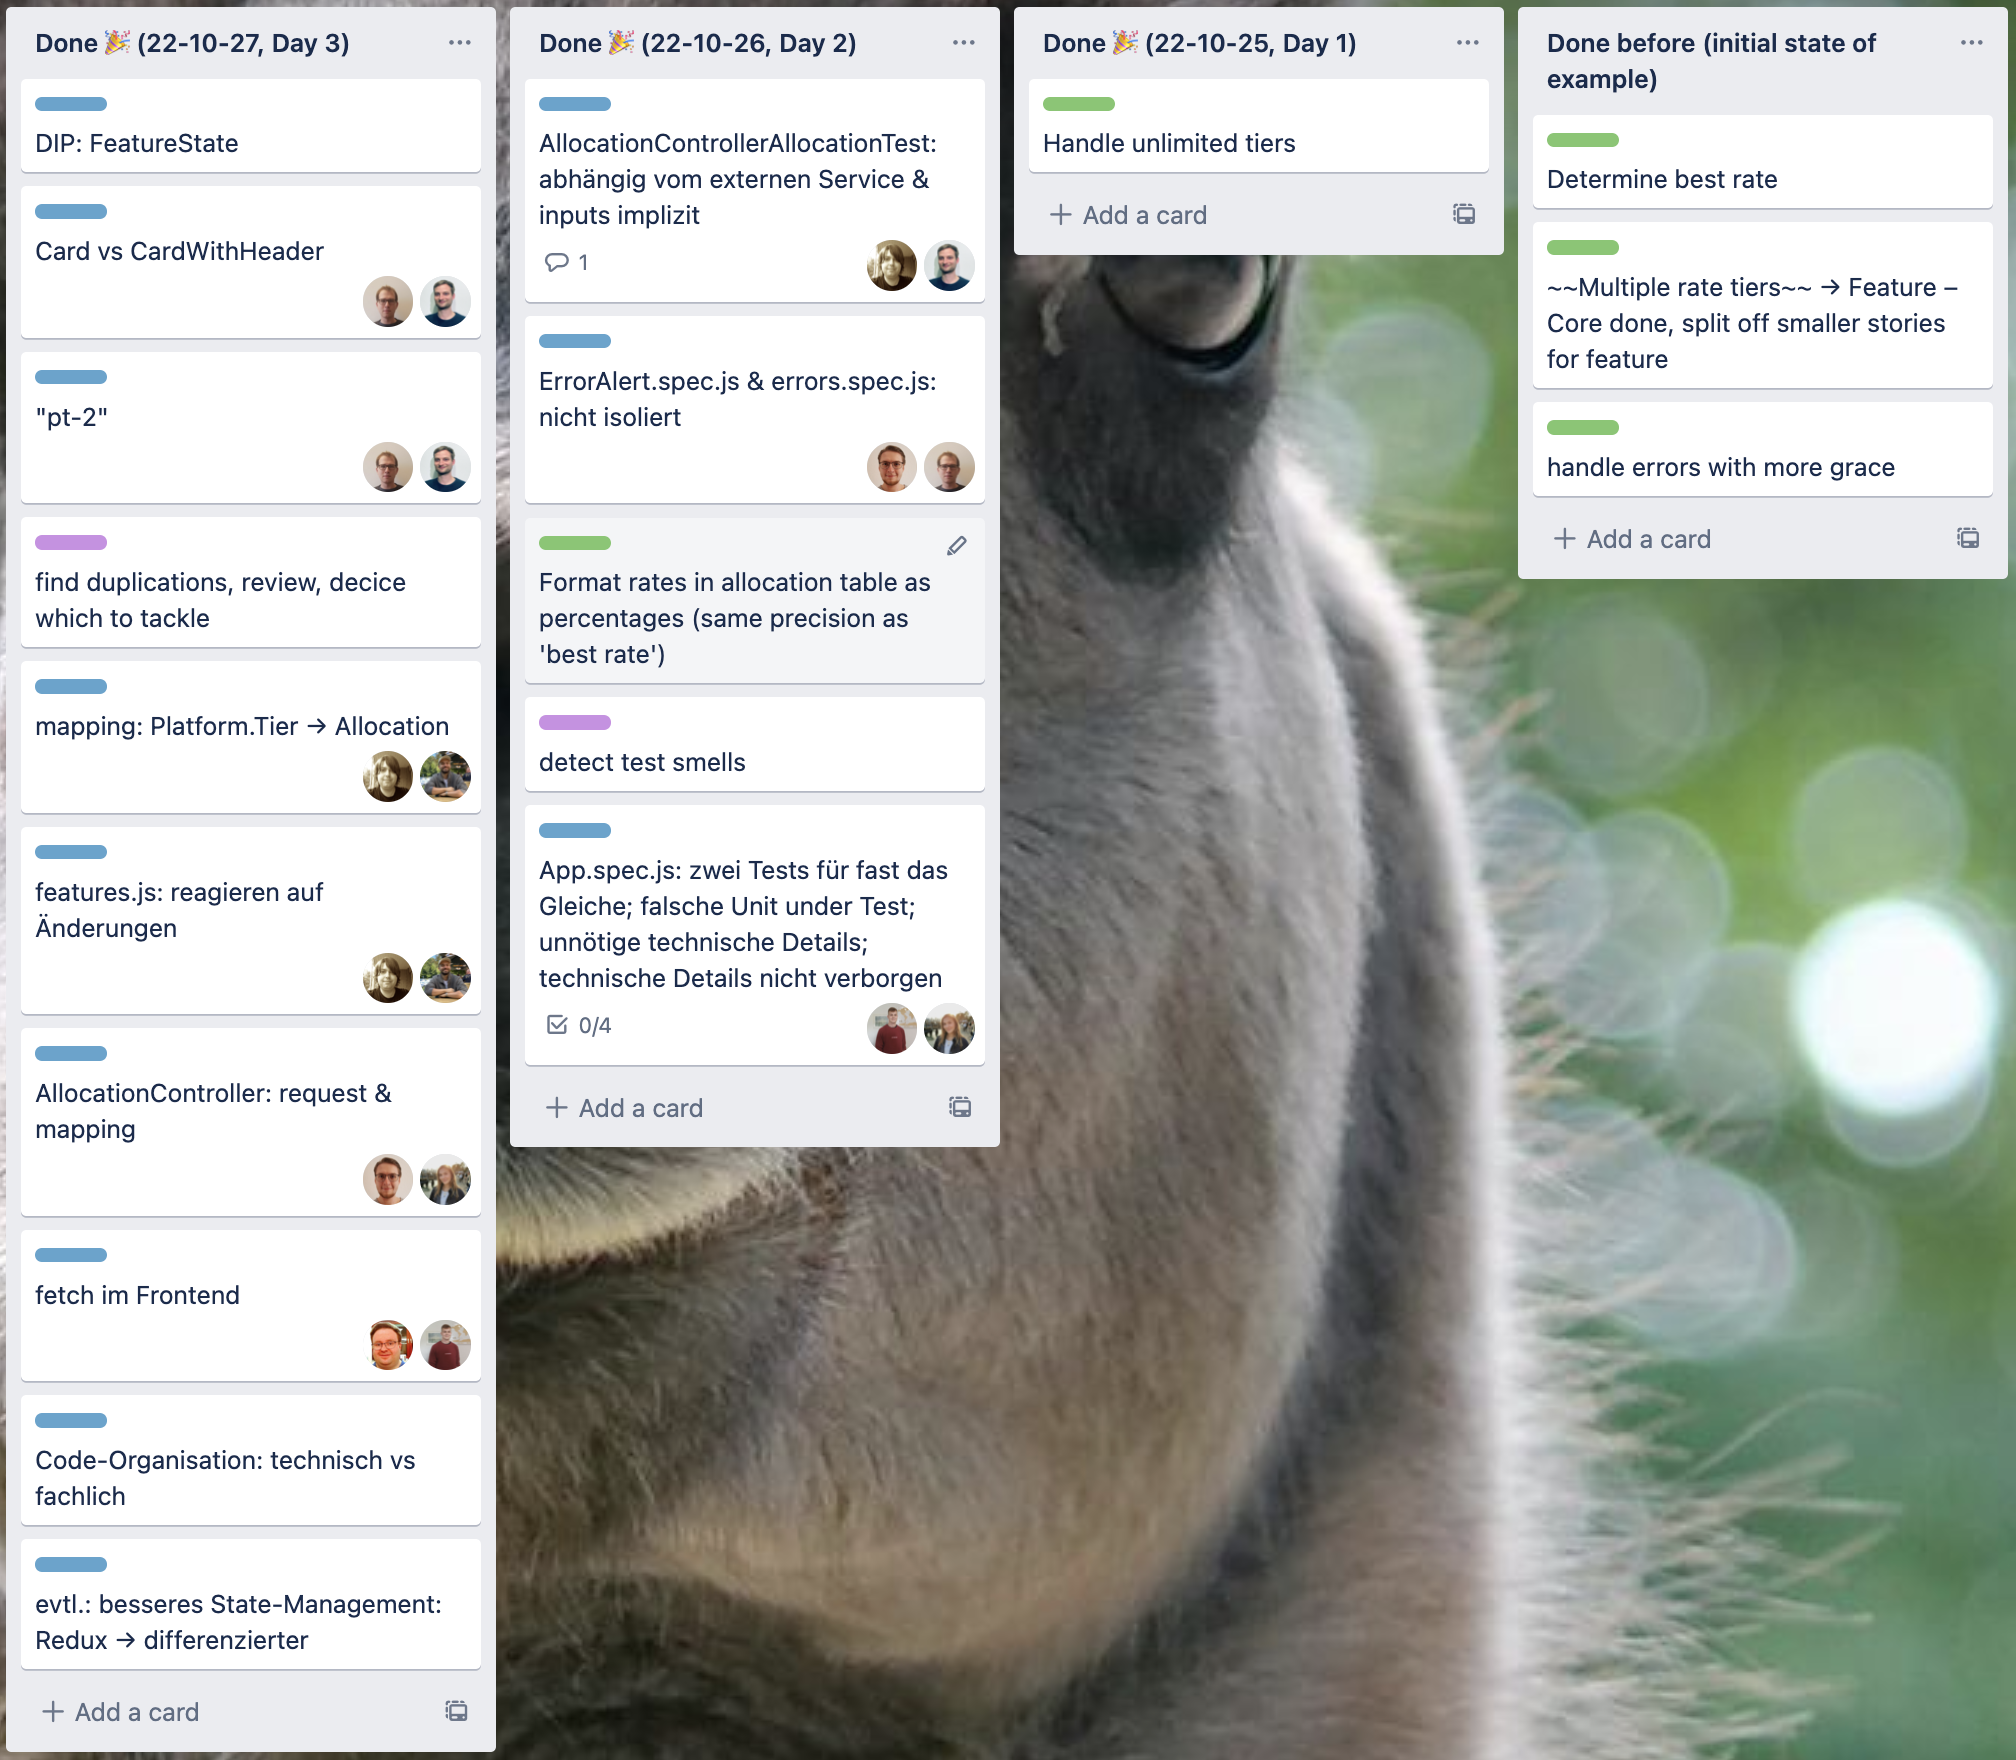 Done 🎉 (22-10-27, Day 3)
DIP: FeatureState
Card vs CardWithHeader
"pt-2"
find duplications, review, decice
which to tackle
mapping: Platform.Tier → Allocation
features.js: reagieren auf
Änderungen
AllocationController: request &
mapping
fetch im Frontend
Code-Organisation: technisch vs
fachlich
evtl.: besseres State-Management:
Redux → differenzierter
+ Add a card
Done 🎉 (22-10-26, Day 2)
AllocationControllerAllocationTest:
abhängig vom externen Service &
inputs implizit
1
ErrorAlert.spec.js & errors.spec.js:
nicht isoliert
Format rates in allocation table as
percentages (same precision as
'best rate')
detect test smells
App.spec.js: zwei Tests für fast das
Gleiche; falsche Unit under Test;
unnötige technische Details;
technische Details nicht verborgen
0/4
+ Add a card
Done 🎉 (22-10-25, Day 1)
Handle unlimited tiers
+ Add a card
Done before (initial state of
example)
Determine best rate
~~Multiple rate tiers~~ → Feature –
Core done, split off smaller stories
for feature
handle errors with more grace
+ Add a card